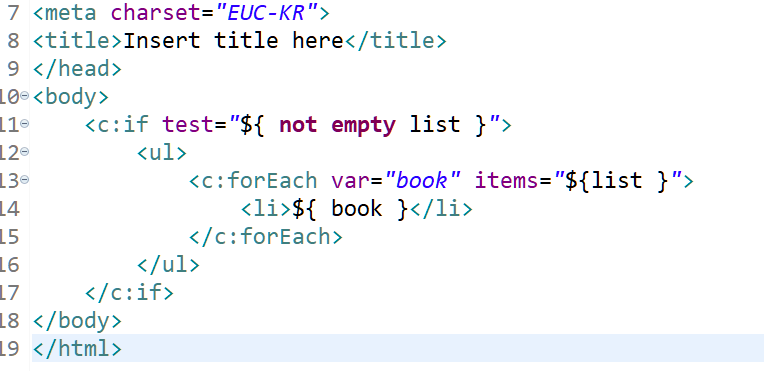 7 <meta charset="EUC-KR">
8 <title>Insert title here</title>
9 </head>
10 <body>
11 <c:if test="${ not empty list }">
12 <ul>
13 <c:forEach var="book" items="${list }">
14 <li>${ book }</li>
15 </c:forEach>
16 </ul>
17 </c:if>
18 </body>
19 </html>